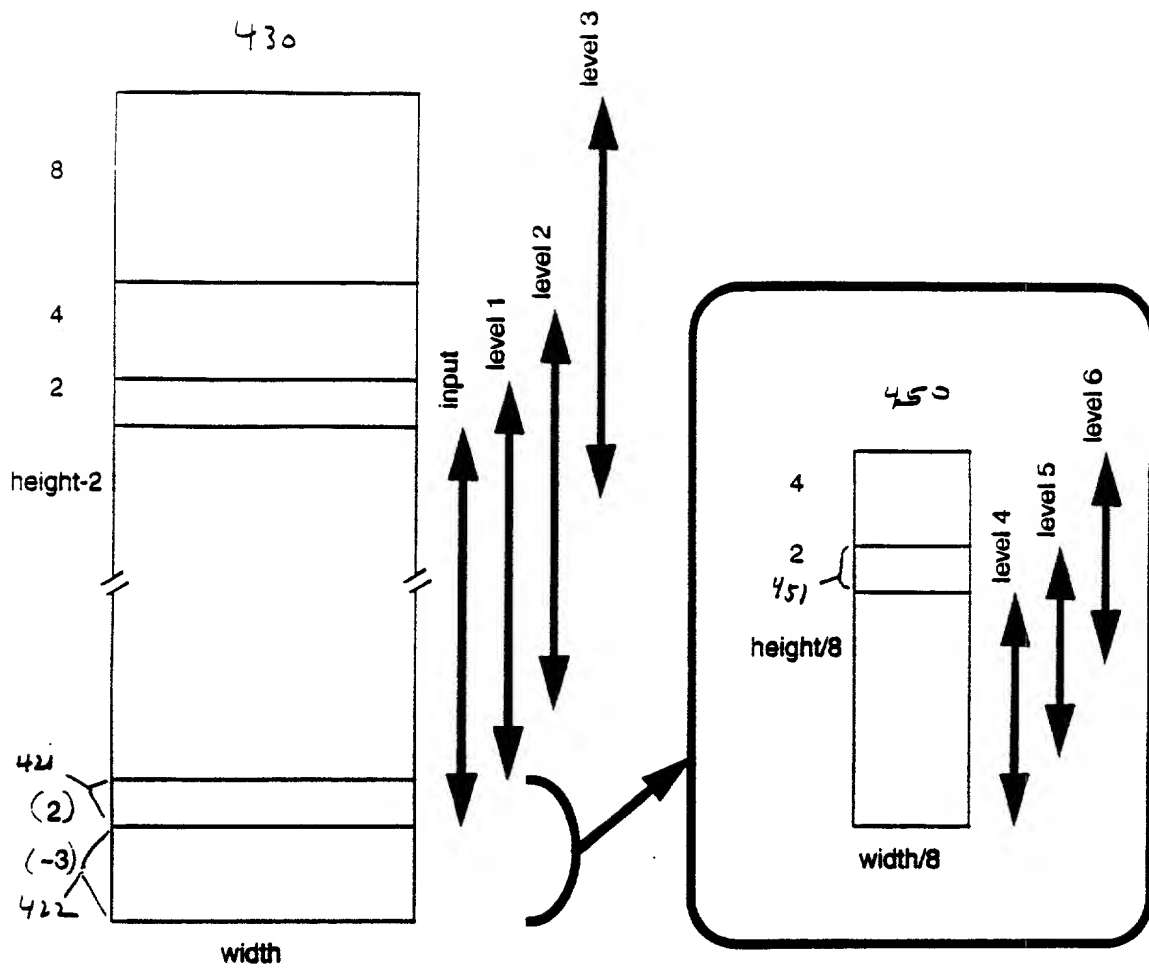 430
8
4
2
height-2
421
(2)
(-3)
422
width
input
level 1
level 2
level 3
450
4
2
451
height/8
width/8
level 4
level 5
level 6